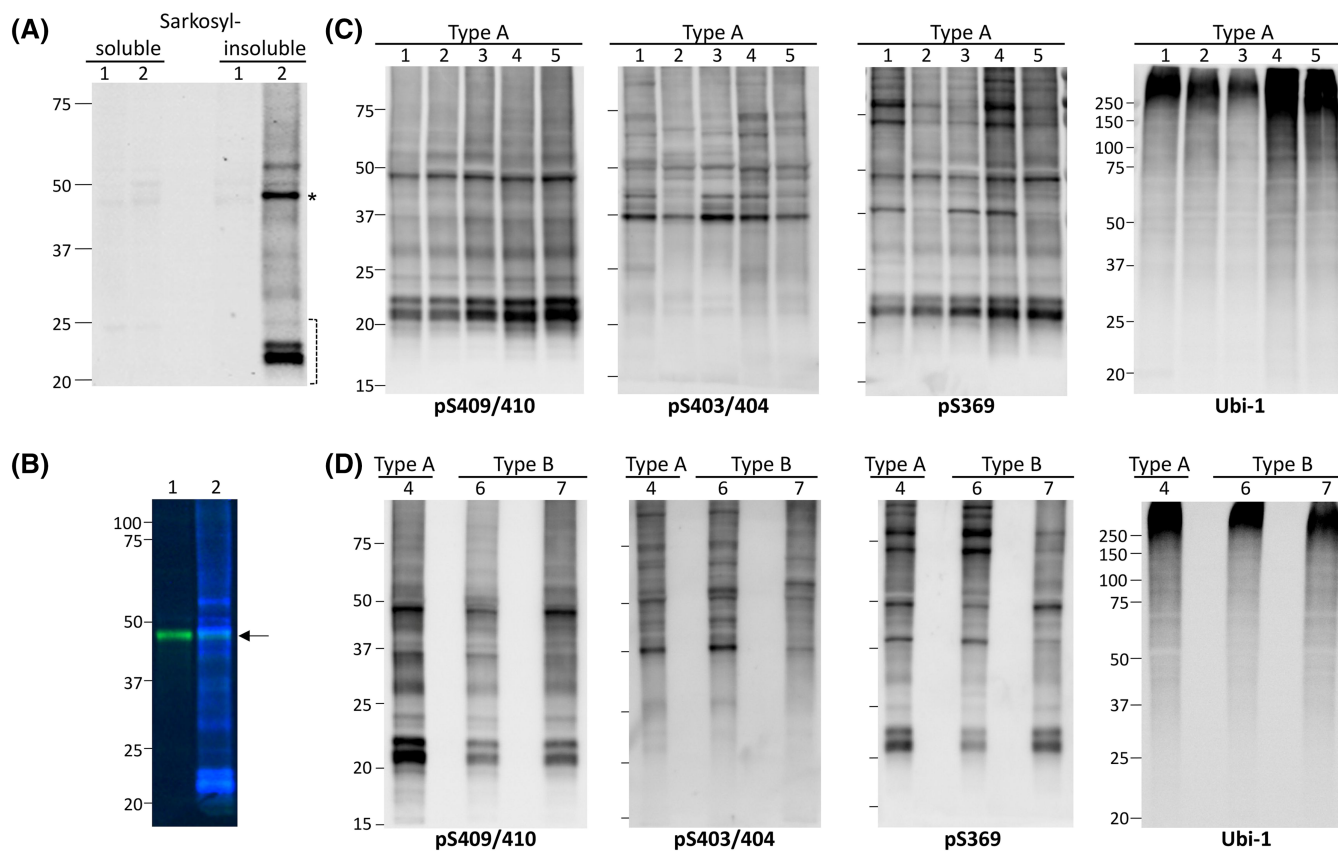 (A)
Sarkosyl-
soluble insoluble
1 2 1 2
75
50
*
37
25
20
(B)
1 2
100
75
50
37
25
20
(C)
Type A
1 2 3 4 5
75
50
37
25
20
15
pS409/410
Type A
1 2 3 4 5
pS403/404
Type A
1 2 3 4 5
pS369
Type A
1 2 3 4 5
250
150
100
75
50
37
25
20
Ubi-1
(D)
Type A Type B
4 6 7
75
50
37
25
20
15
pS409/410
Type A Type B
4 6 7
pS403/404
Type A Type B
4 6 7
pS369
Type A Type B
4 6 7
250
150
100
75
50
37
25
20
Ubi-1